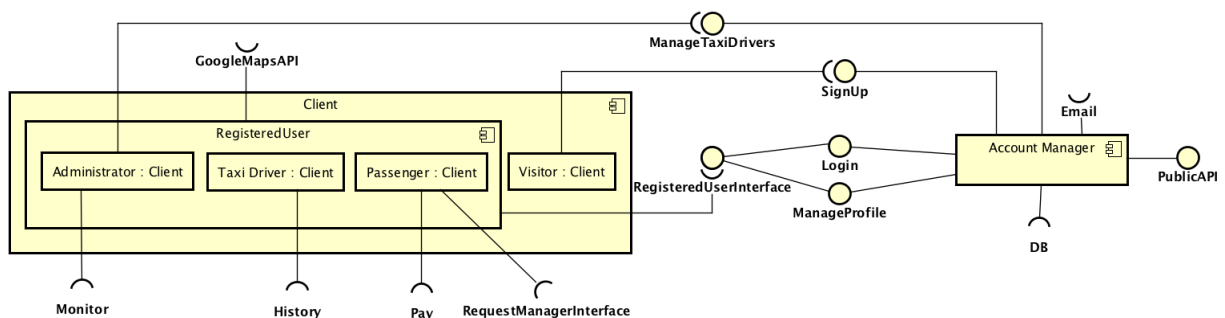 ManageTaxiDrivers
GoogleMapsAPI
SignUp
Client
Email
RegisteredUser
Account Manager
Administrator : Client
Taxi Driver : Client
Passenger : Client
Visitor : Client
Login
PublicAPI
RegisteredUserInterface
ManageProfile
DB
Monitor
History
Pay
RequestManagerInterface